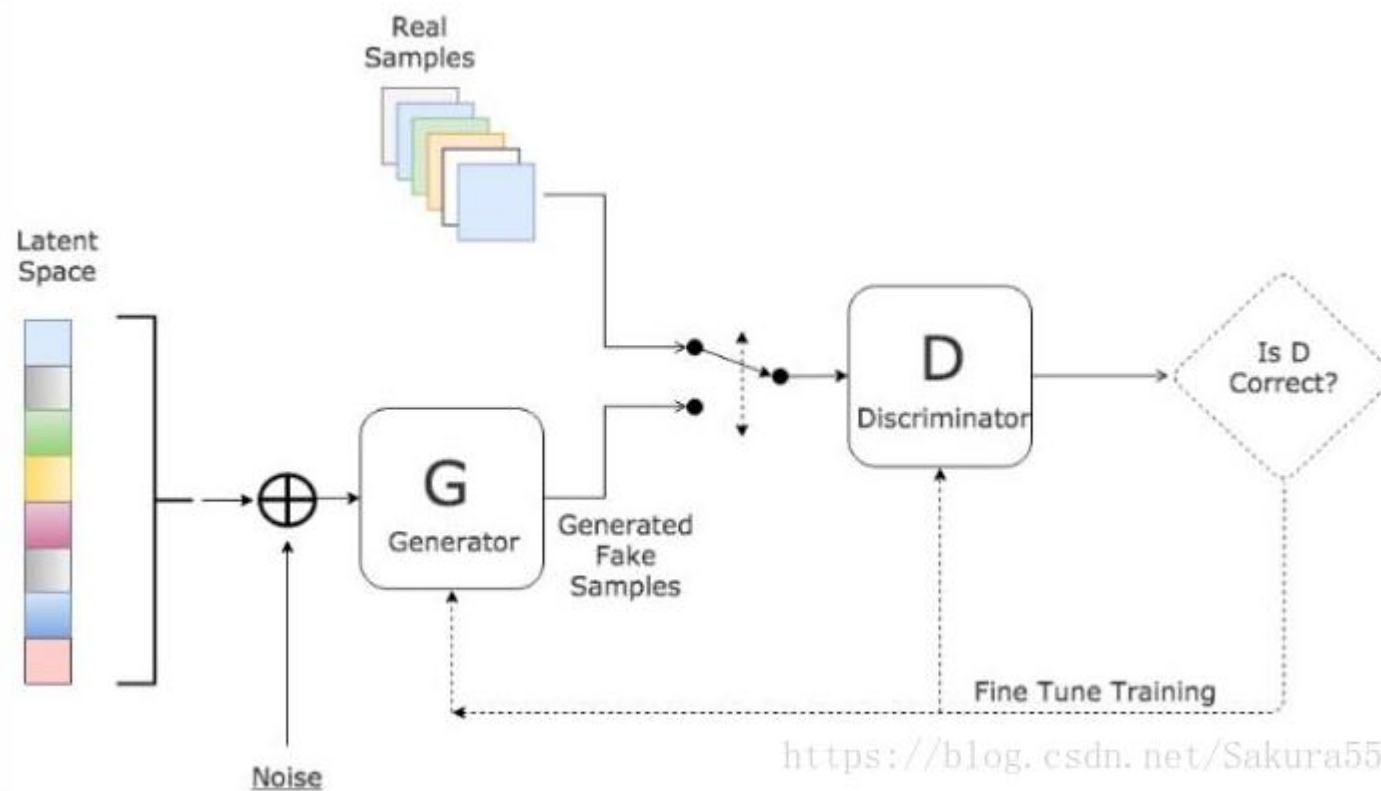 Real
Samples
Latent
Space
Is D
Correct?
D
Discriminator
G
Generator
Generated
Fake
Samples
Fine Tune Training
https://blog.csdn.net/Sakura55
Noise